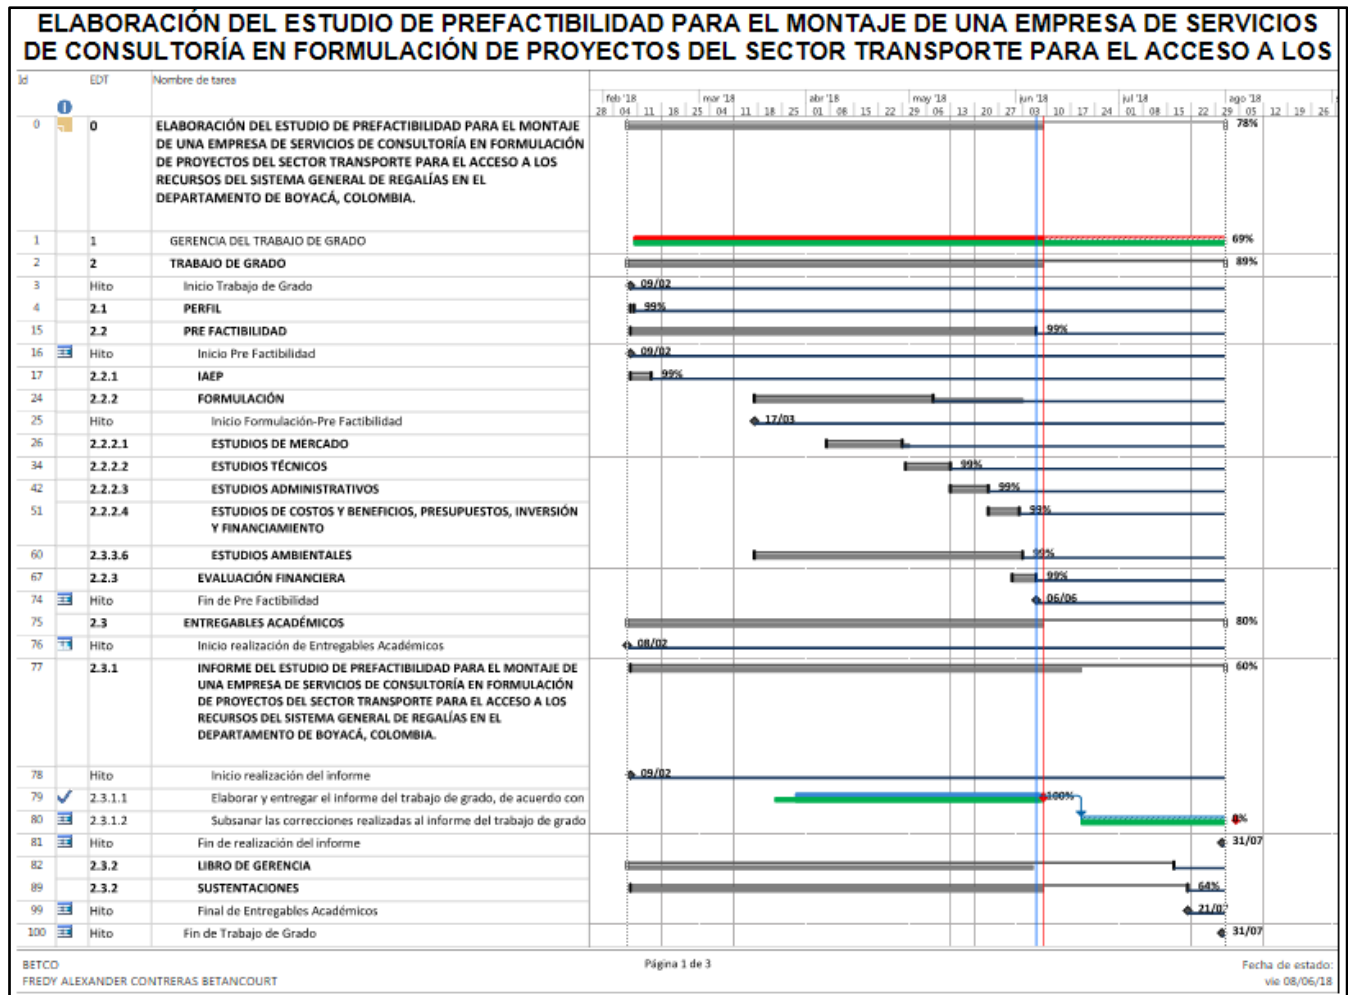 ELABORACIÓN DEL ESTUDIO DE PREFACTIBILIDAD PARA EL MONTAJE DE UNA EMPRESA DE SERVICIOS
DE CONSULTORÍA EN FORMULACIÓN DE PROYECTOS DEL SECTOR TRANSPORTE PARA EL ACCESO A LOS
Id EDT Nombre de tarea
feb '18 mar '18 abr '18 may '18 jun '18 jul '18 ago '18
28 04 11 18 25 04 11 18 25 01 08 15 22 29 06 13 20 27 03 10 17 24 01 08 15 22 29 05 12 19 26
0 0 ELABORACIÓN DEL ESTUDIO DE PREFACTIBILIDAD PARA EL MONTAJE 78%
DE UNA EMPRESA DE SERVICIOS DE CONSULTORÍA EN FORMULACIÓN
DE PROYECTOS DEL SECTOR TRANSPORTE PARA EL ACCESO A LOS
RECURSOS DEL SISTEMA GENERAL DE REGALÍAS EN EL
DEPARTAMENTO DE BOYACÁ, COLOMBIA.
1 1 GERENCIA DEL TRABAJO DE GRADO 69%
2 2 TRABAJO DE GRADO 89%
3 Hito Inicio Trabajo de Grado 09/02
4 2.1 PERFIL 99%
15 2.2 PRE FACTIBILIDAD 99%
16 Hito Inicio Pre Factibilidad 09/02
17 2.2.1 IAEP 99%
24 2.2.2 FORMULACIÓN
25 Hito Inicio Formulación-Pre Factibilidad 17/03
26 2.2.2.1 ESTUDIOS DE MERCADO
34 2.2.2.2 ESTUDIOS TÉCNICOS 99%
42 2.2.2.3 ESTUDIOS ADMINISTRATIVOS 99%
51 2.2.2.4 ESTUDIOS DE COSTOS Y BENEFICIOS, PRESUPUESTOS, INVERSIÓN 99%
Y FINANCIAMIENTO
60 2.3.3.6 ESTUDIOS AMBIENTALES 99%
67 2.2.3 EVALUACIÓN FINANCIERA 99%
74 Hito Fin de Pre Factibilidad 06/06
75 2.3 ENTREGABLES ACADÉMICOS 80%
76 Hito Inicio realización de Entregables Académicos 08/02
77 2.3.1 INFORME DEL ESTUDIO DE PREFACTIBILIDAD PARA EL MONTAJE DE 60%
UNA EMPRESA DE SERVICIOS DE CONSULTORÍA EN FORMULACIÓN
DE PROYECTOS DEL SECTOR TRANSPORTE PARA EL ACCESO A LOS
RECURSOS DEL SISTEMA GENERAL DE REGALÍAS EN EL
DEPARTAMENTO DE BOYACÁ, COLOMBIA.
78 Hito Inicio realización del informe 09/02
79 2.3.1.1 Elaborar y entregar el informe del trabajo de grado, de acuerdo con 100%
80 2.3.1.2 Subsanar las correcciones realizadas al informe del trabajo de grado 0%
81 Hito Fin de realización del informe 31/07
82 2.3.2 LIBRO DE GERENCIA
89 2.3.2 SUSTENTACIONES 64%
99 Hito Final de Entregables Académicos 21/07
100 Hito Fin de Trabajo de Grado 31/07
BETCO Página 1 de 3 Fecha de estado:
FREDY ALEXANDER CONTRERAS BETANCOURT vie 08/06/18